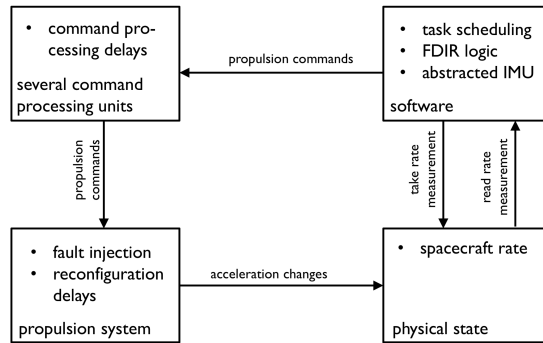 • command pro-
cessing delays
several command
processing units
propulsion commands
• task scheduling
• FDIR logic
• abstracted IMU
software
propulsion
commands
take rate
measurement
read rate
measurement
• fault injection
• reconfiguration
delays
propulsion system
acceleration changes
• spacecraft rate
physical state